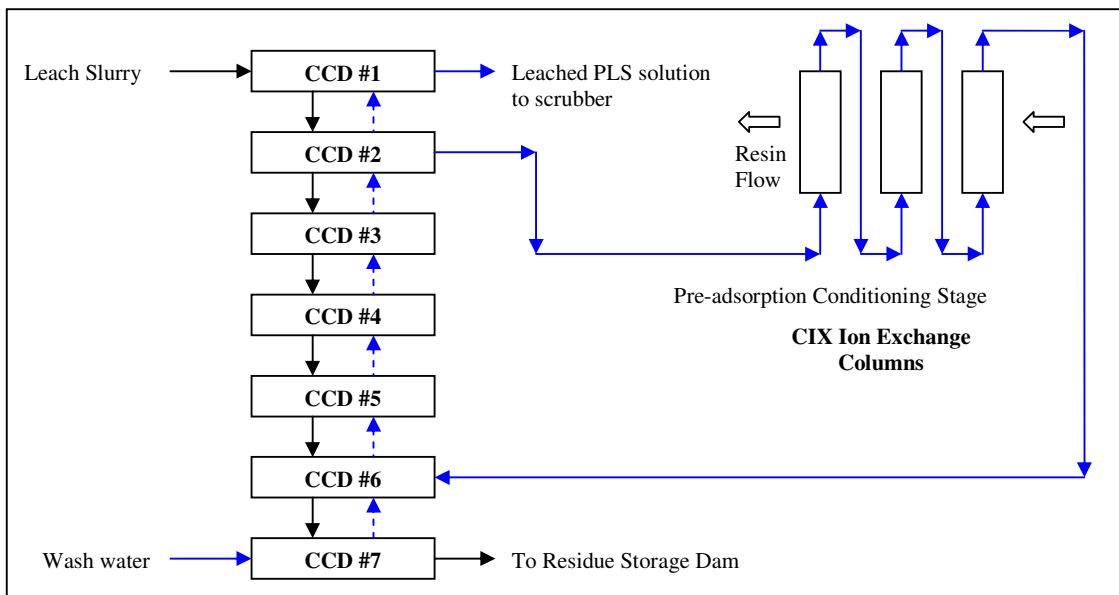 Leach Slurry
CCD #1
Leached PLS solution
to scrubber
CCD #2
Resin
Flow
CCD #3
Pre-adsorption Conditioning Stage
CCD #4
CIX Ion Exchange
Columns
CCD #5
CCD #6
Wash water
CCD #7
To Residue Storage Dam